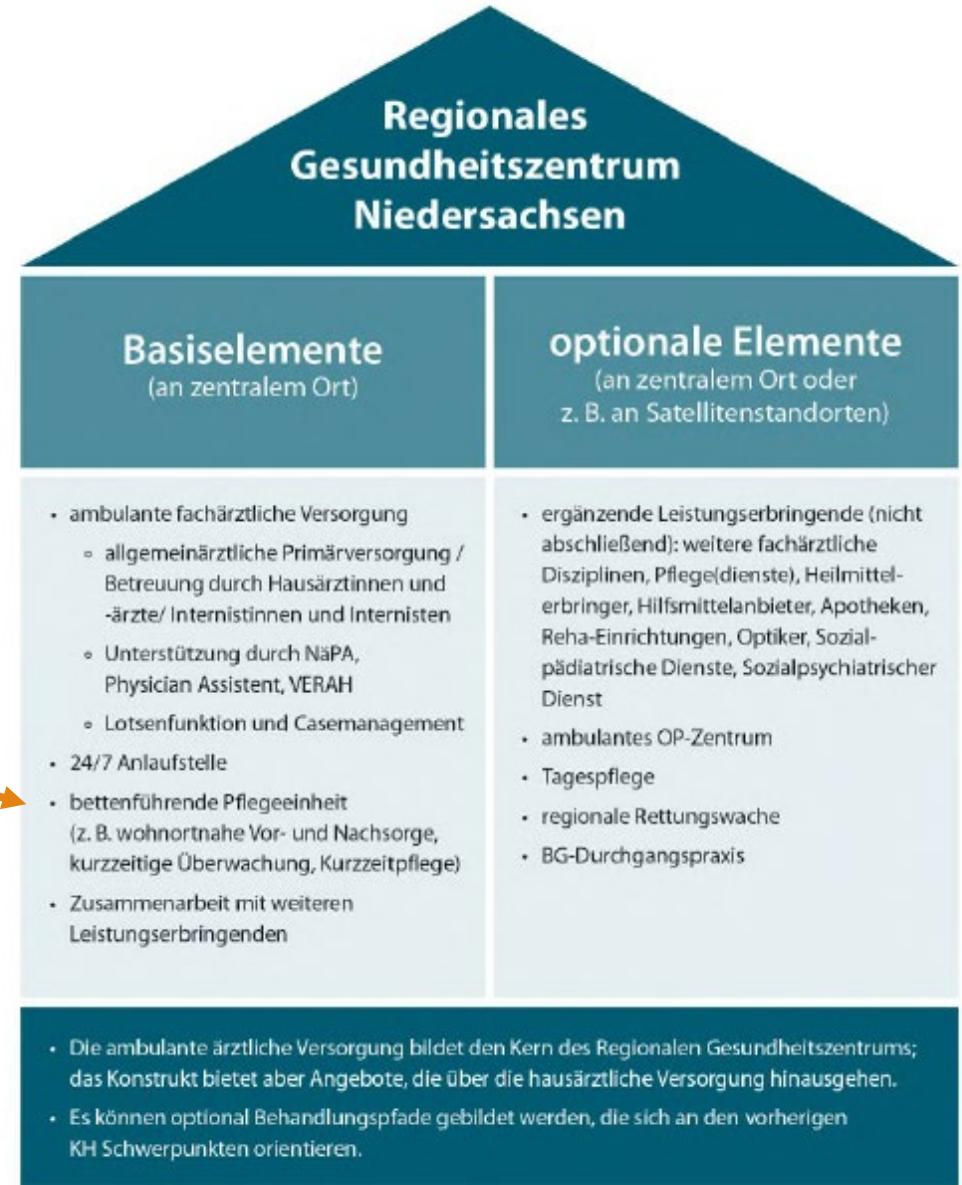 Regionales
Gesundheitszentrum
Niedersachsen
Basiselemente
(an zentralem Ort)
• ambulante fachärztliche Versorgung
◦ allgemeinärztliche Primärversorgung /
Betreuung durch Hausärztinnen und
-ärzte/ Internistinnen und Internisten
◦ Unterstützung durch NäPA,
Physician Assistent, VERAH
◦ Lotsenfunktion und Casemanagement
• 24/7 Anlaufstelle
• bettenführende Pflegeeinheit
(z. B. wohnortnahe Vor- und Nachsorge,
kurzzeitige Überwachung, Kurzzeitpflege)
• Zusammenarbeit mit weiteren
Leistungserbringenden
optionale Elemente
(an zentralem Ort oder
z. B. an Satellitenstandorten)
• ergänzende Leistungserbringende (nicht
abschließend): weitere fachärztliche
Disziplinen, Pflege(dienste), Heilmittel-
erbringer, Hilfsmittelanbieter, Apotheken,
Reha-Einrichtungen, Optiker, Sozial-
pädiatrische Dienste, Sozialpsychiatrischer
Dienst
• ambulantes OP-Zentrum
• Tagespflege
• regionale Rettungswache
• BG-Durchgangspraxis
• Die ambulante ärztliche Versorgung bildet den Kern des Regionalen Gesundheitszentrums;
das Konstrukt bietet aber Angebote, die über die hausärztliche Versorgung hinausgehen.
• Es können optional Behandlungspfade gebildet werden, die sich an den vorherigen
KH Schwerpunkten orientieren.